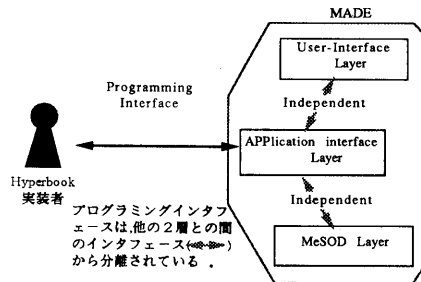 MADE
User-Interface
Layer
Programming
Interface
Independent
APPlication interface
Layer
Hyperbook
実装者
Independent
プログラミングインタフ
ェースは,他の2層との間
のインタフェース(
)
から分離されている .
MeSOD Layer